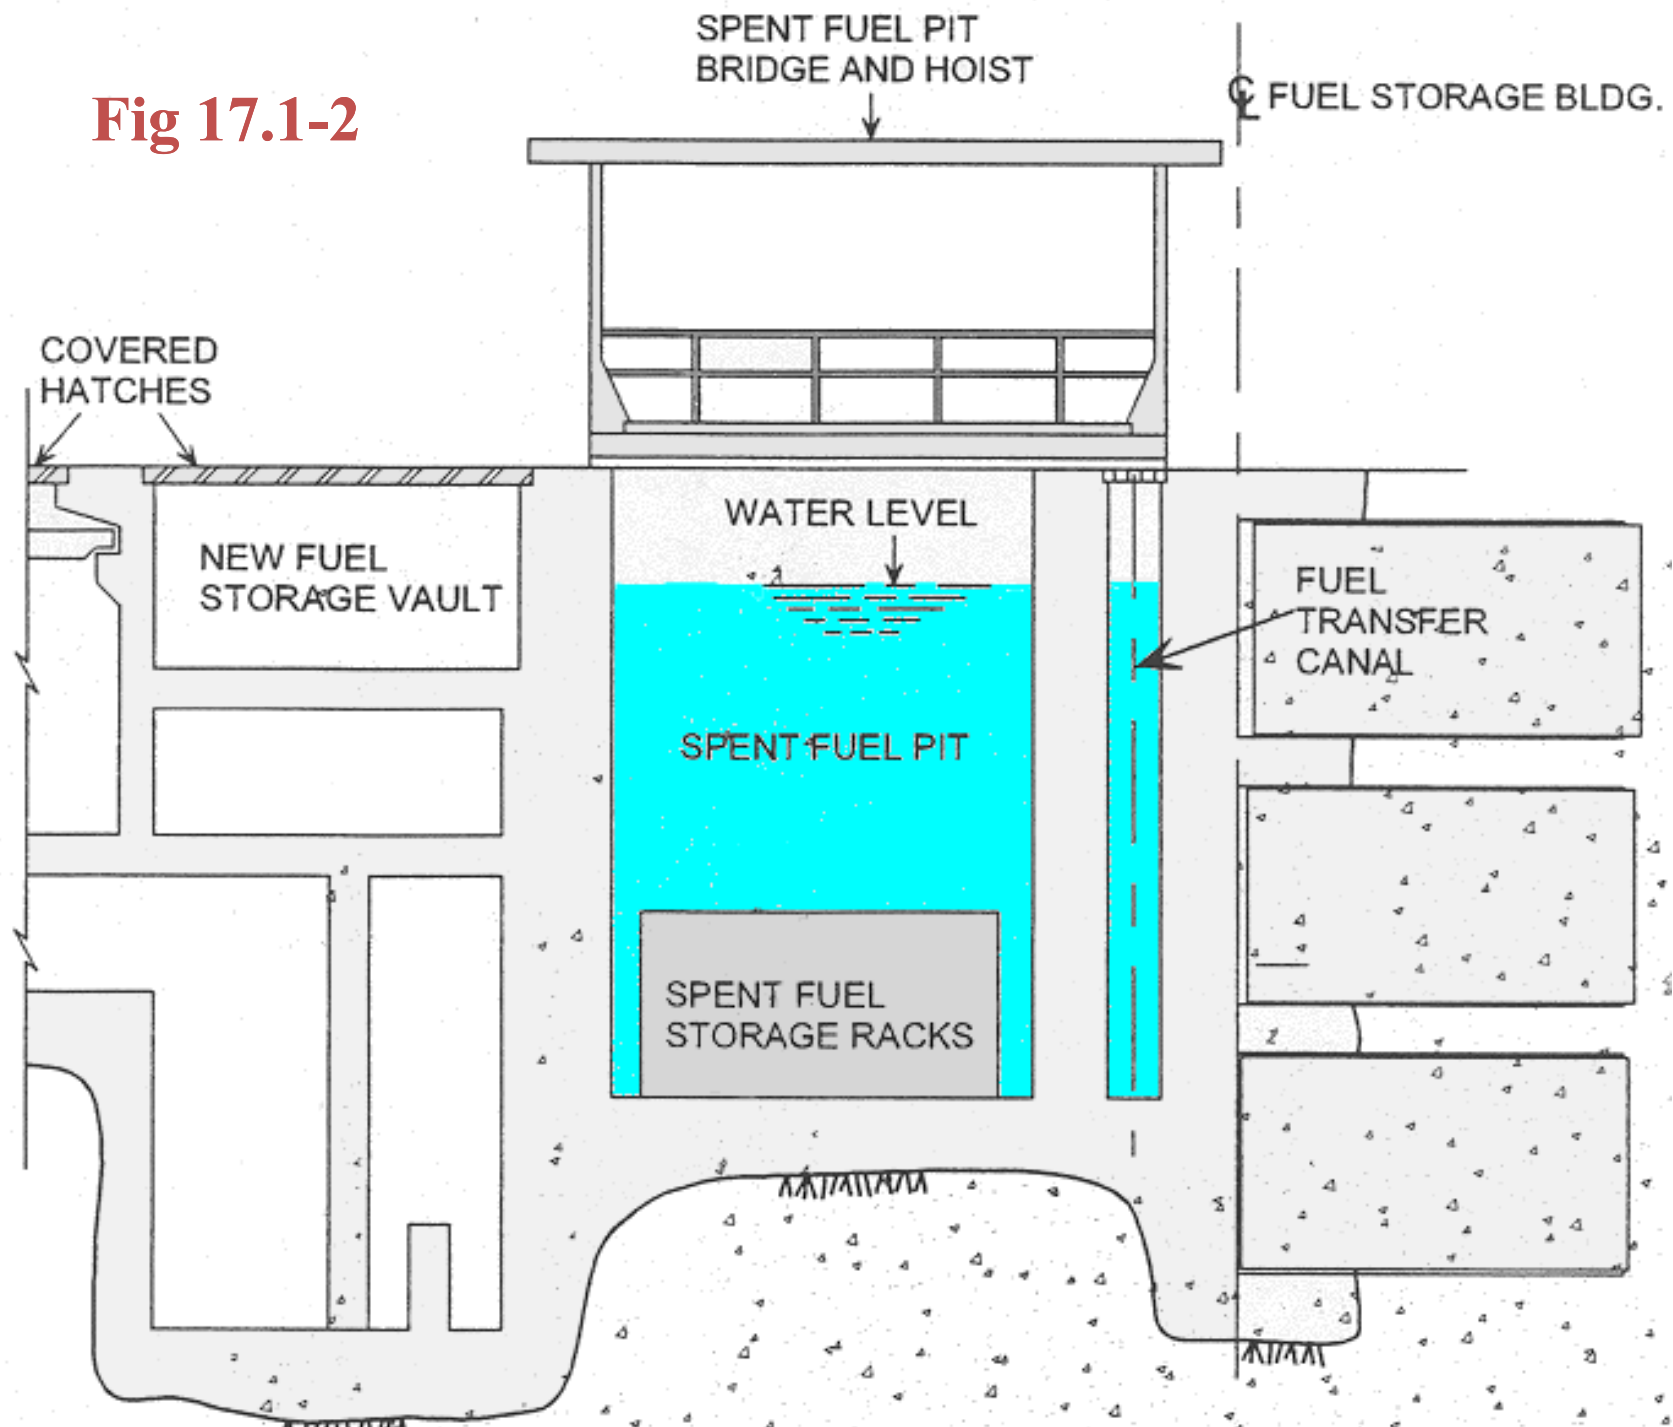 SPENT FUEL PIT
BRIDGE AND HOIST
℄ FUEL STORAGE BLDG.
Fig 17.1-2
COVERED
HATCHES
WATER LEVEL
NEW FUEL
STORAGE VAULT
FUEL
TRANSFER
CANAL
SPENT FUEL PIT
SPENT FUEL
STORAGE RACKS